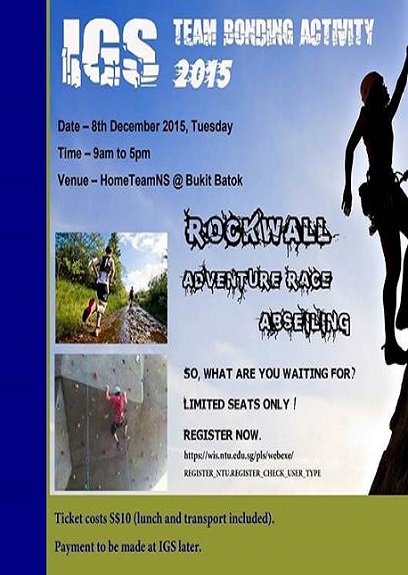 IGS TEAM BONDING ACTIVITY
2015
Date – 8th December 2015, Tuesday
Time – 9am to 5pm
Venue – HomeTeamNS @ Bukit Batok
ROCKWALL
ADVENTURE RACE
ABSEILING
SO, WHAT ARE YOU WAITING FOR?
LIMITED SEATS ONLY !
REGISTER NOW.
https://wis.ntu.edu.sg/pls/webexe/
REGISTER_NTU.REGISTER_CHECK_USER_TYPE
Ticket costs S$10 (lunch and transport included).
Payment to be made at IGS later.